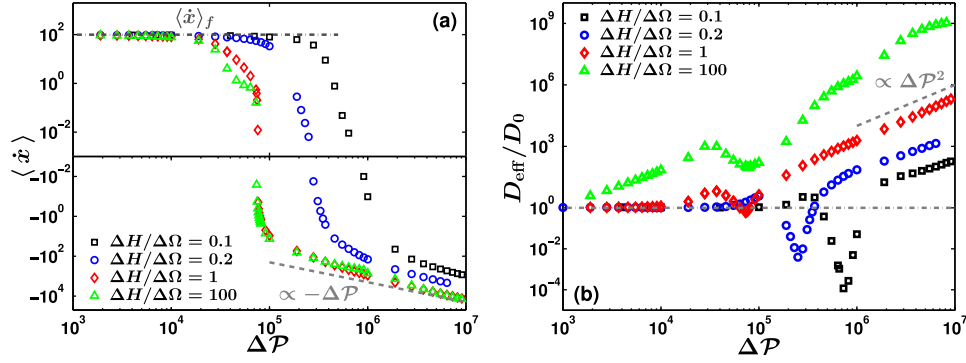 (a)
⟨ẋ⟩_f
10^2
10^0
10^-2
-10^-2
-10^0
-10^2
-10^4
⟨ẋ⟩
ΔH/ΔΩ = 0.1
ΔH/ΔΩ = 0.2
ΔH/ΔΩ = 1
ΔH/ΔΩ = 100
∝ −ΔP
10^3 10^4 10^5 10^6 10^7
ΔP
ΔH/ΔΩ = 0.1
ΔH/ΔΩ = 0.2
ΔH/ΔΩ = 1
ΔH/ΔΩ = 100
∝ ΔP^2
10^9
10^6
10^3
10^0
10^-2
10^-4
D_eff/D_0
(b)
10^3 10^4 10^5 10^6 10^7
ΔP